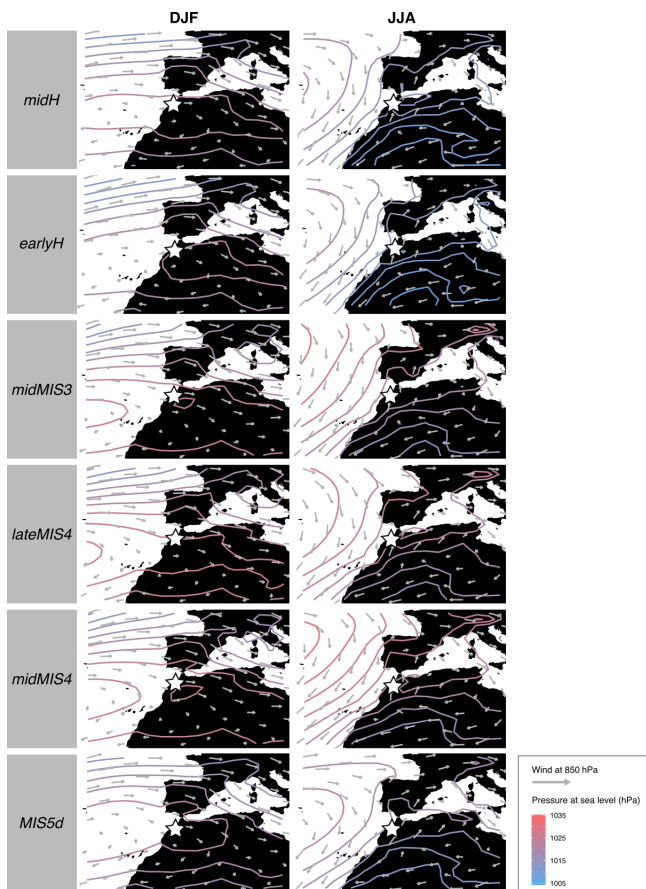 DJF JJA
midH
earlyH
midMIS3
lateMIS4
midMIS4
MIS5d
Wind at 850 hPa
Pressure at sea level (hPa)
1035
1025
1015
1005